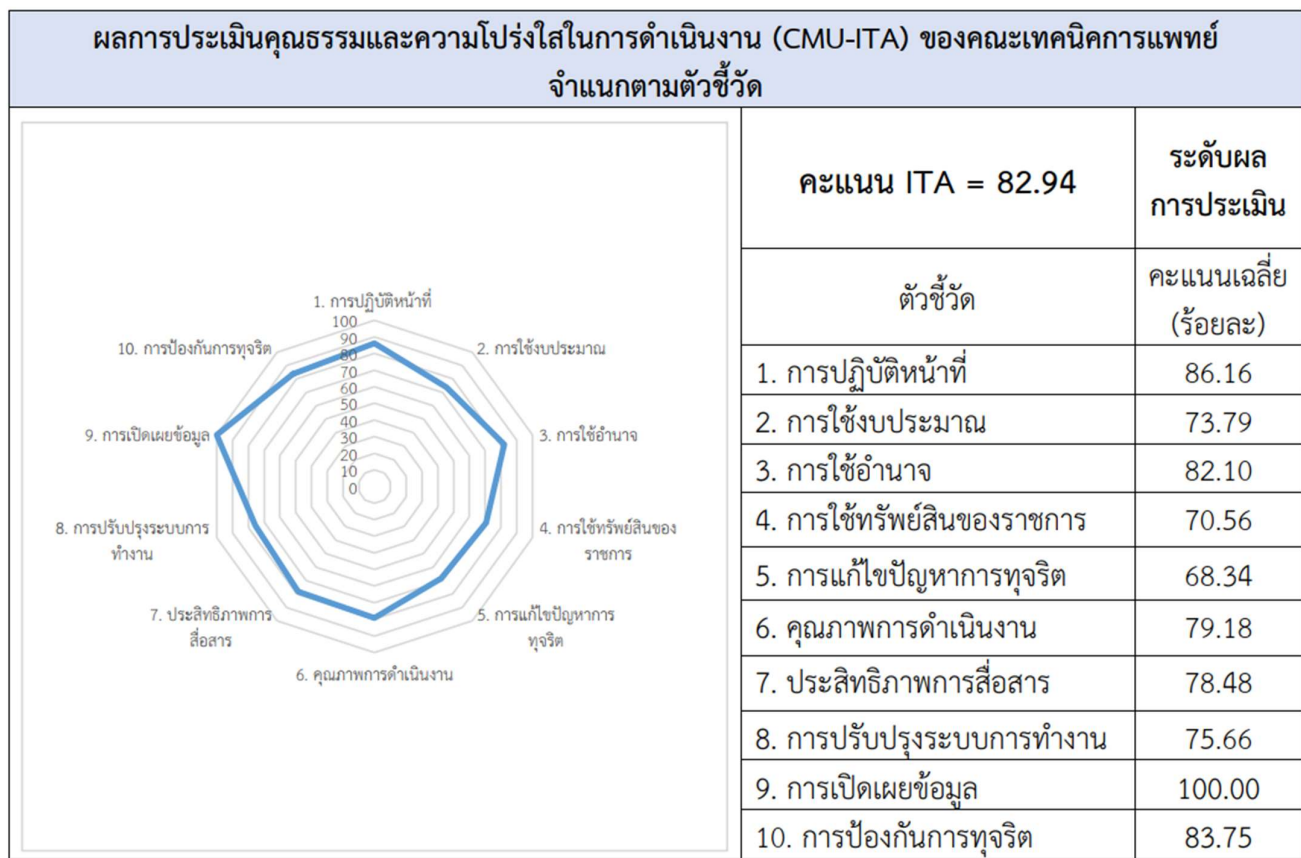 ผลการประเมินคุณธรรมและความโปร่งใสในการดำเนินงาน (CMU-ITA) ของคณะเทคนิคการแพทย์
จำแนกตามตัวชี้วัด
1. การปฏิบัติหน้าที่
2. การใช้งบประมาณ
3. การใช้อำนาจ
4. การใช้ทรัพย์สินของ
ราชการ
5. การแก้ไขปัญหาการ
ทุจริต
6. คุณภาพการดำเนินงาน
7. ประสิทธิภาพการ
สื่อสาร
8. การปรับปรุงระบบการ
ทำงาน
9. การเปิดเผยข้อมูล
10. การป้องกันการทุจริต
100
90
80
70
60
50
40
30
20
10
0
คะแนน ITA = 82.94
ระดับผล
การประเมิน
ตัวชี้วัด
คะแนนเฉลี่ย
(ร้อยละ)
1. การปฏิบัติหน้าที่ 86.16
2. การใช้งบประมาณ 73.79
3. การใช้อำนาจ 82.10
4. การใช้ทรัพย์สินของราชการ 70.56
5. การแก้ไขปัญหาการทุจริต 68.34
6. คุณภาพการดำเนินงาน 79.18
7. ประสิทธิภาพการสื่อสาร 78.48
8. การปรับปรุงระบบการทำงาน 75.66
9. การเปิดเผยข้อมูล 100.00
10. การป้องกันการทุจริต 83.75